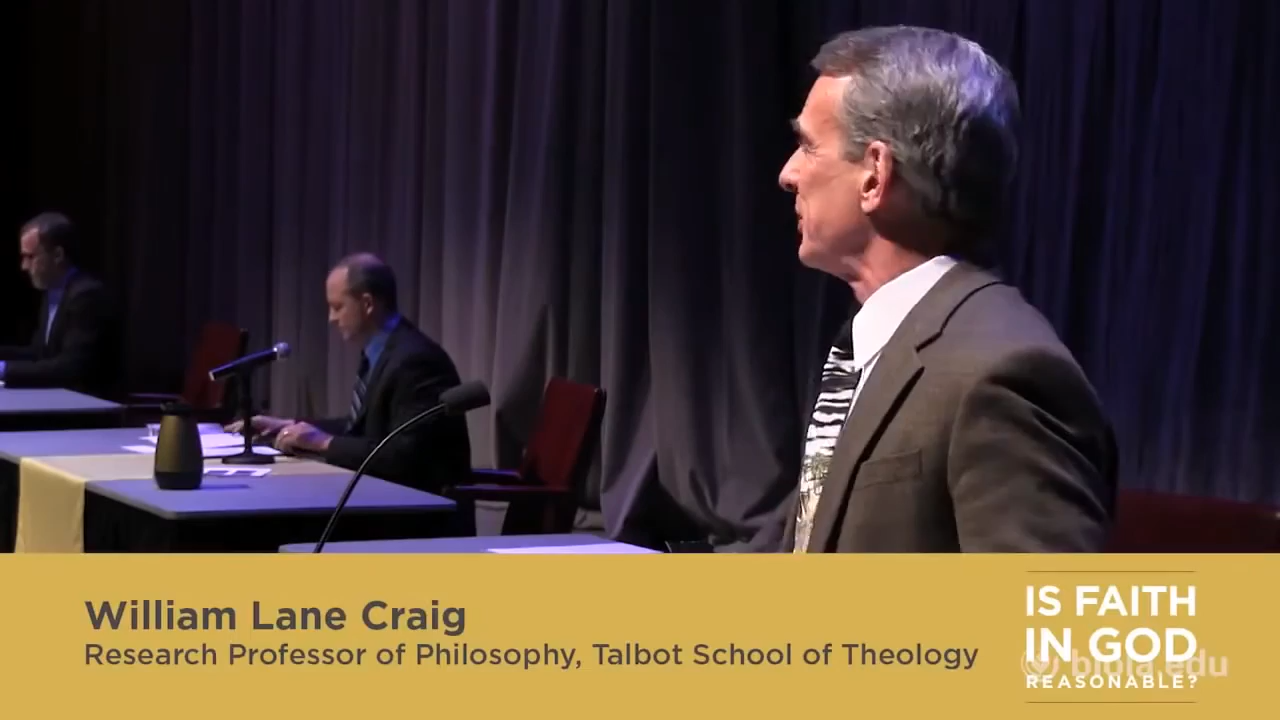 William Lane Craig
Research Professor of Philosophy, Talbot School of Theology
IS FAITH
IN GOD
biola.edu
REASONABLE?